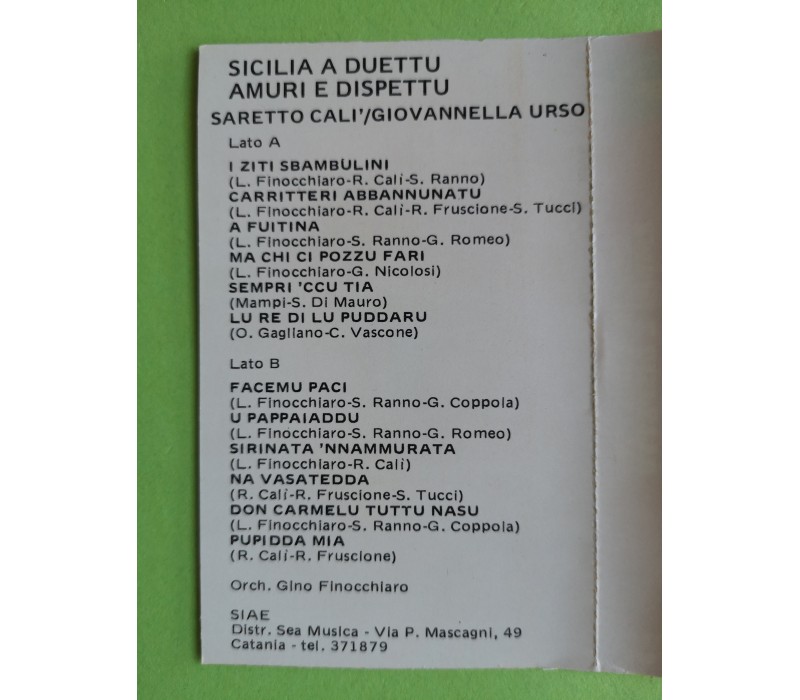 SICILIA A DUETTU
AMURI E DISPETTU
SARETTO CALI'/GIOVANNELLA URSO
Lato A
I ZITI SBAMBULINI
(L. Finocchiaro-R. Calì-S. Ranno)
CARRITTERI ABBANNUNATU
(L. Finocchiaro-R. Calì-R. Fruscione-S. Tucci)
A FUITINA
(L. Finocchiaro-S. Ranno-G. Romeo)
MA CHI CI POZZU FARI
(L. Finocchiaro-G. Nicolosi)
SEMPRI 'CCU TIA
(Mampi-S. Di Mauro)
LU RE DI LU PUDDARU
(O. Gagliano-C. Vascone)
Lato B
FACEMU PACI
(L. Finocchiaro-S. Ranno-G. Coppola)
U PAPPAIADDU
(L. Finocchiaro-S. Ranno-G. Romeo)
SIRINATA 'NNAMMURATA
(L. Finocchiaro-R. Calì)
NA VASATEDDA
(R. Calì-R. Fruscione-S. Tucci)
DON CARMELU TUTTU NASU
(L. Finocchiaro-S. Ranno-G. Coppola)
PUPIDDA MIA
(R. Calì-R. Fruscione)
Orch. Gino Finocchiaro
SIAE
Distr. Sea Musica - Via P. Mascagni, 49
Catania - tel. 371879